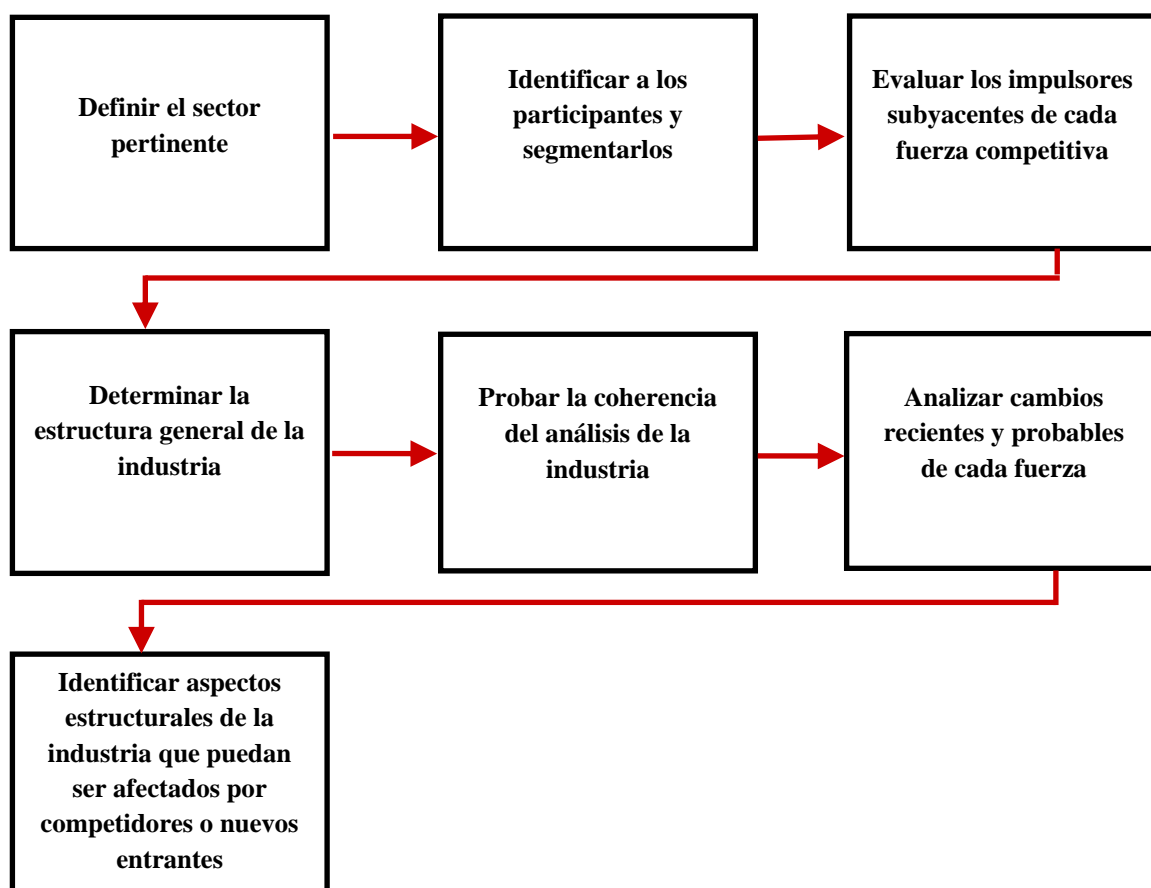 Definir el sector
pertinente
Identificar a los
participantes y
segmentarlos
Evaluar los impulsores
subyacentes de cada
fuerza competitiva
Determinar la
estructura general de la
industria
Probar la coherencia
del análisis de la
industria
Analizar cambios
recientes y probables
de cada fuerza
Identificar aspectos
estructurales de la
industria que puedan
ser afectados por
competidores o nuevos
entrantes